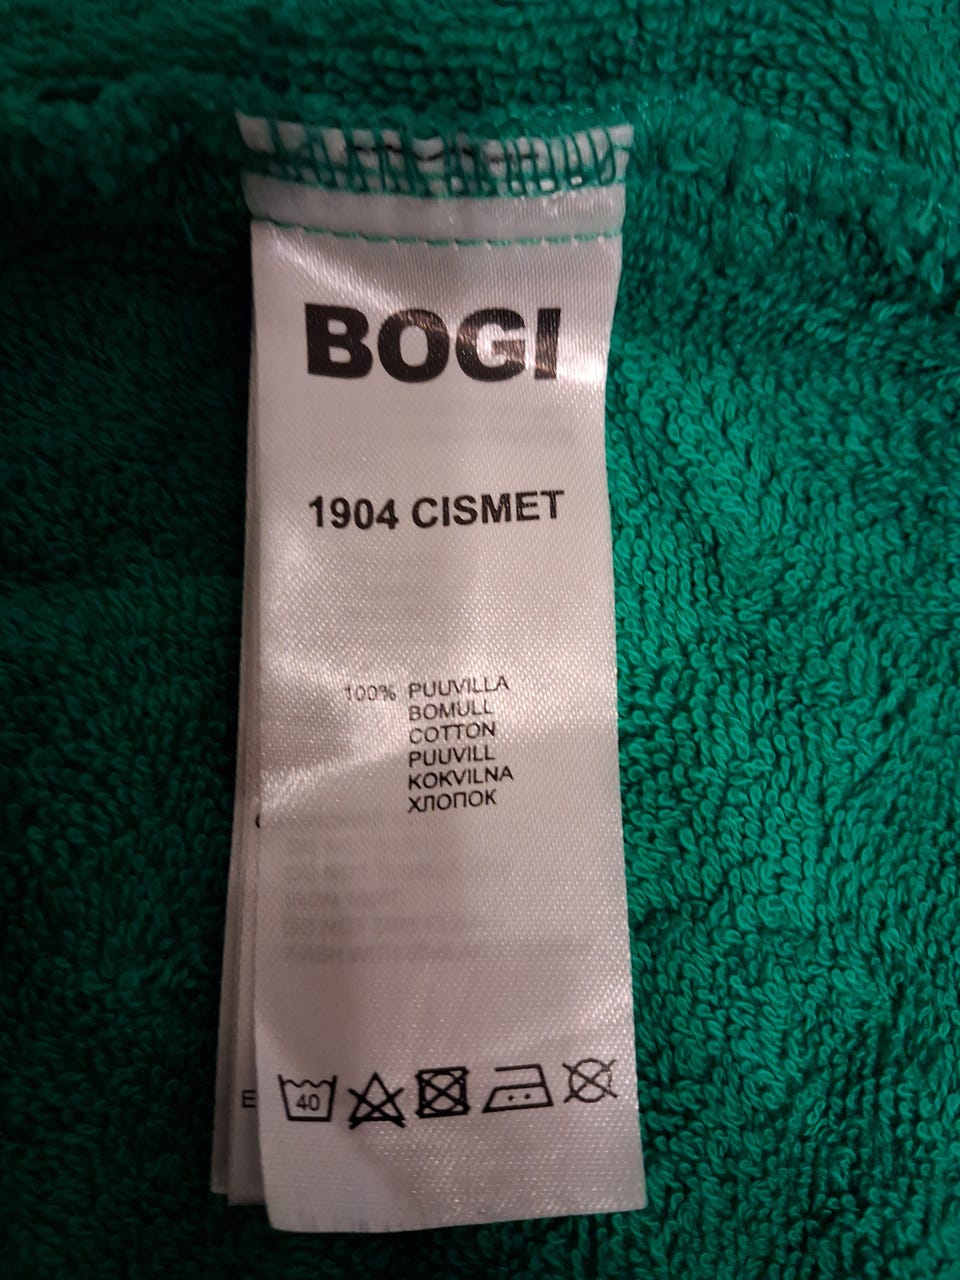 BOGI
1904 CISMET
100% PUUVILLA
BOMULL
COTTON
PUUVILL
KOKVILNA
ХЛОПОК
E
40